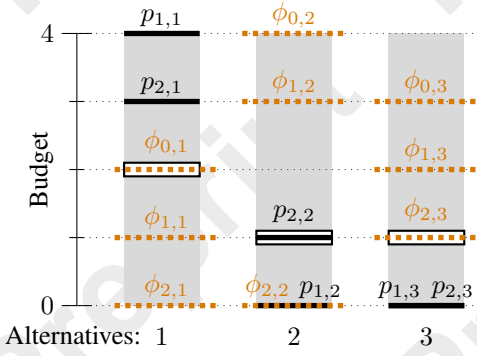 4 p₁,₁ ϕ₀,₂
p₂,₁ ϕ₁,₂ ϕ₀,₃
ϕ₀,₁ ϕ₁,₃
Budget
ϕ₁,₁ p₂,₂ ϕ₂,₃
0 ϕ₂,₁ ϕ₂,₂ p₁,₂ p₁,₃ p₂,₃
Alternatives: 1 2 3